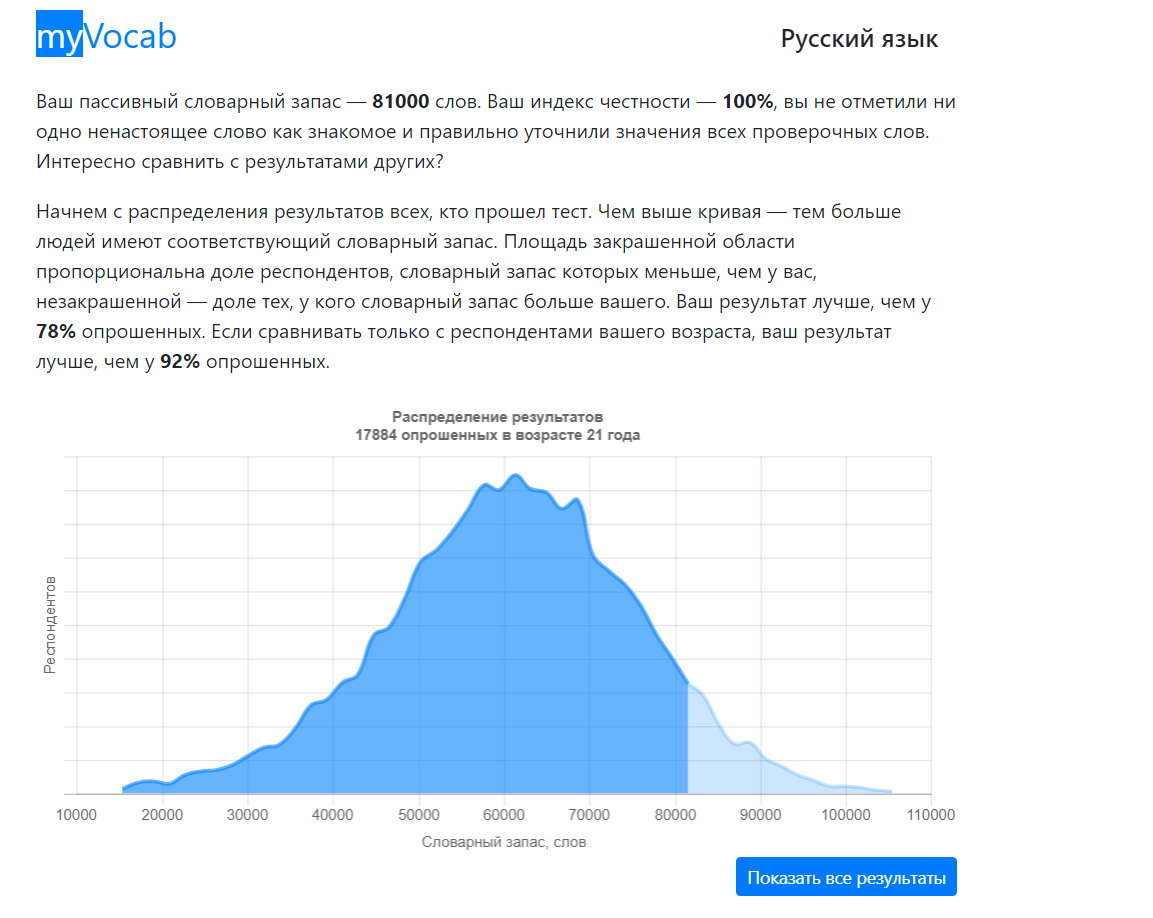 myVocab
Русский язык
Ваш пассивный словарный запас — 81000 слов. Ваш индекс честности — 100%, вы не отметили ни
одно ненастоящее слово как знакомое и правильно уточнили значения всех проверочных слов.
Интересно сравнить с результатами других?
Начнем с распределения результатов всех, кто прошел тест. Чем выше кривая — тем больше
людей имеют соответствующий словарный запас. Площадь закрашенной области
пропорциональна доле респондентов, словарный запас которых меньше, чем у вас,
незакрашенной — доле тех, у кого словарный запас больше вашего. Ваш результат лучше, чем у
78% опрошенных. Если сравнивать только с респондентами вашего возраста, ваш результат
лучше, чем у 92% опрошенных.
Распределение результатов
17884 опрошенных в возрасте 21 года
Респондентов
10000 20000 30000 40000 50000 60000 70000 80000 90000 100000 110000
Словарный запас, слов
Показать все результаты